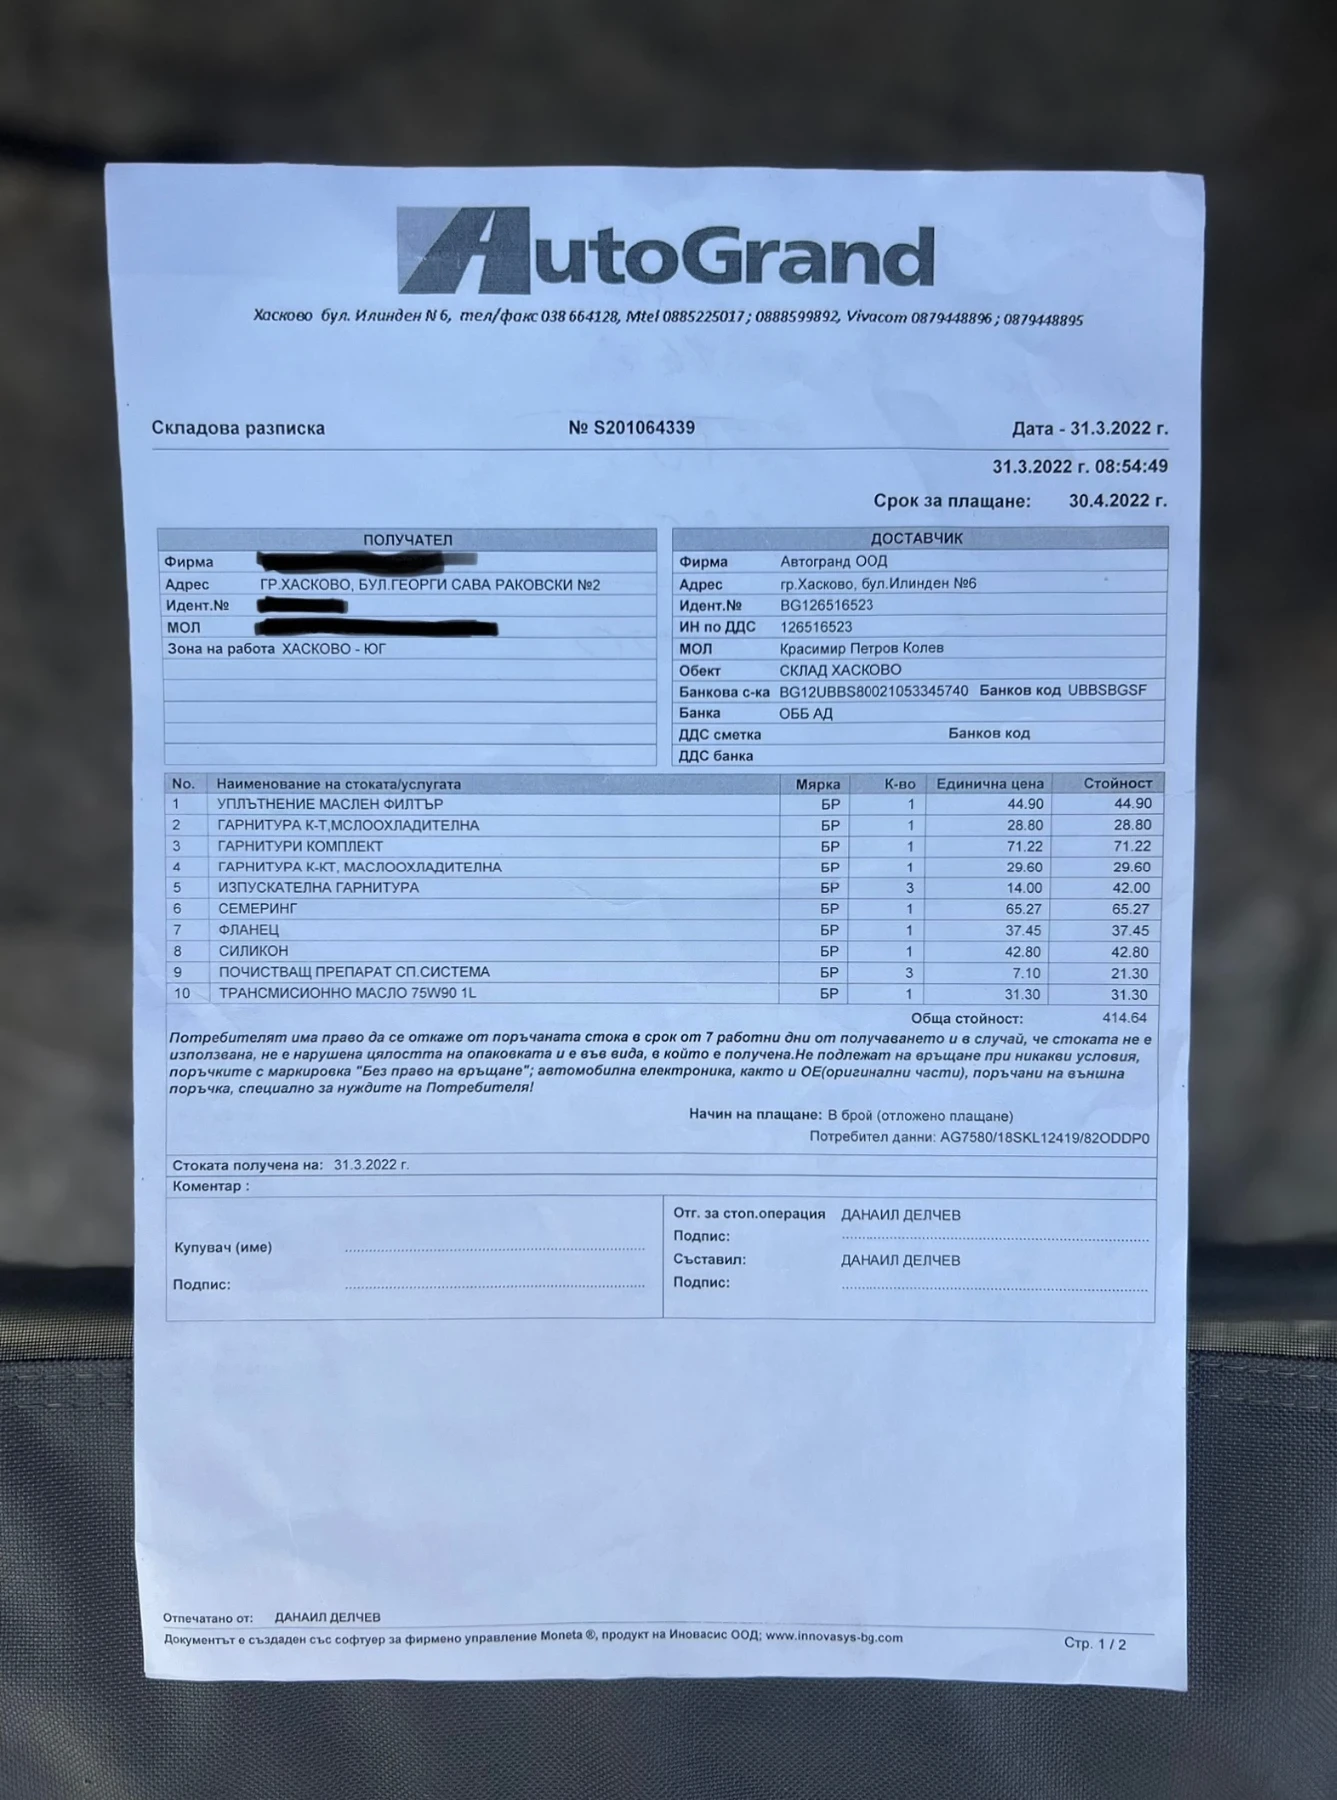 AutoGrand
Хасково бул. Илинден N 6, тел/факс 038 664128, Mtel 0885225017; 0888599892, Vivacom 0879448896; 0879448895
Складова разписка № S201064339 Дата - 31.3.2022 г.
31.3.2022 г. 08:54:49
Срок за плащане: 30.4.2022 г.
ПОЛУЧАТЕЛ
Фирма
Адрес ГР.ХАСКОВО, БУЛ.ГЕОРГИ САВА РАКОВСКИ №2
Идент.№
МОЛ
Зона на работа ХАСКОВО - ЮГ
ДОСТАВЧИК
Фирма Автогранд ООД
Адрес гр.Хасково, бул.Илинден №6
Идент.№ BG126516523
ИН по ДДС 126516523
МОЛ Красимир Петров Колев
Обект СКЛАД ХАСКОВО
Банкова с-ка BG12UBBS80021053345740 Банков код UBBSBGSF
Банка ОББ АД
ДДС сметка Банков код
ДДС банка
No. Наименование на стоката/услугата Мярка К-во Единична цена Стойност
1 УПЛЪТНЕНИЕ МАСЛЕН ФИЛТЪР БР 1 44.90 44.90
2 ГАРНИТУРА К-Т,МСЛООХЛАДИТЕЛНА БР 1 28.80 28.80
3 ГАРНИТУРИ КОМПЛЕКТ БР 1 71.22 71.22
4 ГАРНИТУРА К-КТ, МАСЛООХЛАДИТЕЛНА БР 1 29.60 29.60
5 ИЗПУСКАТЕЛНА ГАРНИТУРА БР 3 14.00 42.00
6 СЕМЕРИНГ БР 1 65.27 65.27
7 ФЛАНЕЦ БР 1 37.45 37.45
8 СИЛИКОН БР 1 42.80 42.80
9 ПОЧИСТВАЩ ПРЕПАРАТ СП.СИСТЕМА БР 3 7.10 21.30
10 ТРАНСМИСИОННО МАСЛО 75W90 1L БР 1 31.30 31.30
Обща стойност: 414.64
Потребителят има право да се откаже от поръчаната стока в срок от 7 работни дни от получаването и в случай, че стоката не е
използвана, не е нарушена цялостта на опаковката и е във вида, в който е получена.Не подлежат на връщане при никакви условия,
поръчките с маркировка "Без право на връщане"; автомобилна електроника, както и ОЕ(оригинални части), поръчани на външна
поръчка, специално за нуждите на Потребителя!
Начин на плащане: В брой (отложено плащане)
Потребител данни: AG7580/18SKL12419/82ODDP0
Стоката получена на: 31.3.2022 г.
Коментар :
Купувач (име)
Подпис:
Отг. за стоп.операция ДАНАИЛ ДЕЛЧЕВ
Подпис:
Съставил: ДАНАИЛ ДЕЛЧЕВ
Подпис:
Отпечатано от: ДАНАИЛ ДЕЛЧЕВ
Документът е създаден със софтуер за фирмено управление Moneta ®, продукт на Иновасис ООД; www.innovasys-bg.com
Стр. 1 / 2